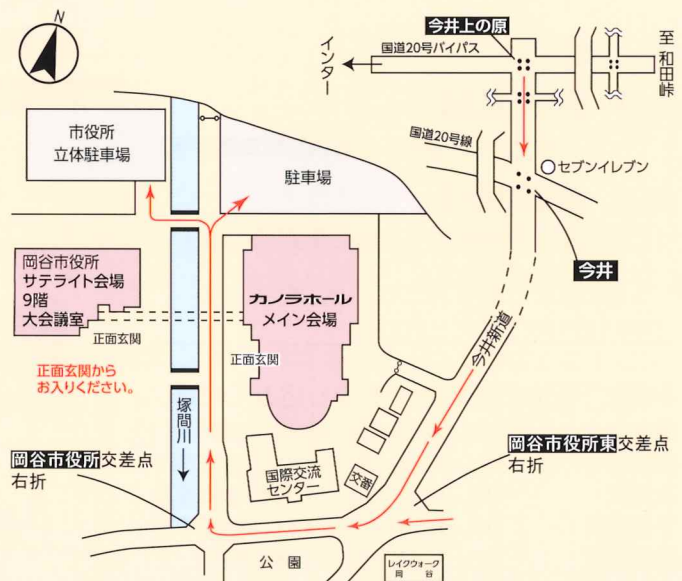 N
今井上の原
国道20号バイパス
インター
至 和田峠
国道20号線
セブンイレブン
今井
市役所
立体駐車場
駐車場
岡谷市役所
サテライト会場
9階
大会議室
カノラホール
メイン会場
正面玄関
正面玄関
正面玄関から
お入りください。
今井新道
塚間川
岡谷市役所交差点
右折
岡谷市役所東交差点
右折
国際交流
センター
交番
公園
レイクウォーク
岡谷